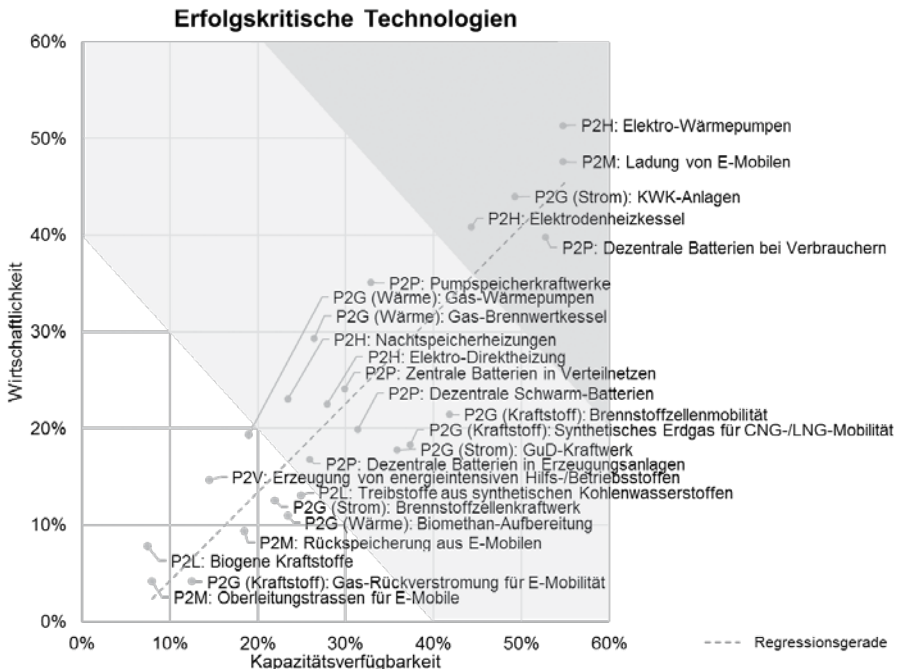 Erfolgskritische Technologien
60%
50%
40%
30%
20%
10%
0%
Wirtschaftlichkeit
P2H: Elektro-Wärmepumpen
P2M: Ladung von E-Mobilen
P2G (Strom): KWK-Anlagen
P2H: Elektrodenheizkessel
P2P: Dezentrale Batterien bei Verbrauchern
P2P: Pumpspeicherkraftwerke
P2G (Wärme): Gas-Wärmepumpen
P2G (Wärme): Gas-Brennwertkessel
P2H: Nachtspeicherheizungen
P2H: Elektro-Direktheizung
P2P: Zentrale Batterien in Verteilnetzen
P2P: Dezentrale Schwarm-Batterien
P2G (Kraftstoff): Brennstoffzellenmobilität
P2G (Kraftstoff): Synthetisches Erdgas für CNG-/LNG-Mobilität
P2G (Strom): GuD-Kraftwerk
P2P: Dezentrale Batterien in Erzeugungsanlagen
P2V: Erzeugung von energieintensiven Hilfs-/Betriebsstoffen
P2L: Treibstoffe aus synthetischen Kohlenwasserstoffen
P2G (Strom): Brennstoffzellenkraftwerk
P2G (Wärme): Biomethan-Aufbereitung
P2M: Rückspeicherung aus E-Mobilen
P2L: Biogene Kraftstoffe
P2G (Kraftstoff): Gas-Rückverstromung für E-Mobilität
P2M: Oberleitungstrassen für E-Mobile
0% 10% 20% 30% 40% 50% 60%
Kapazitätsverfügbarkeit
Regressionsgerade